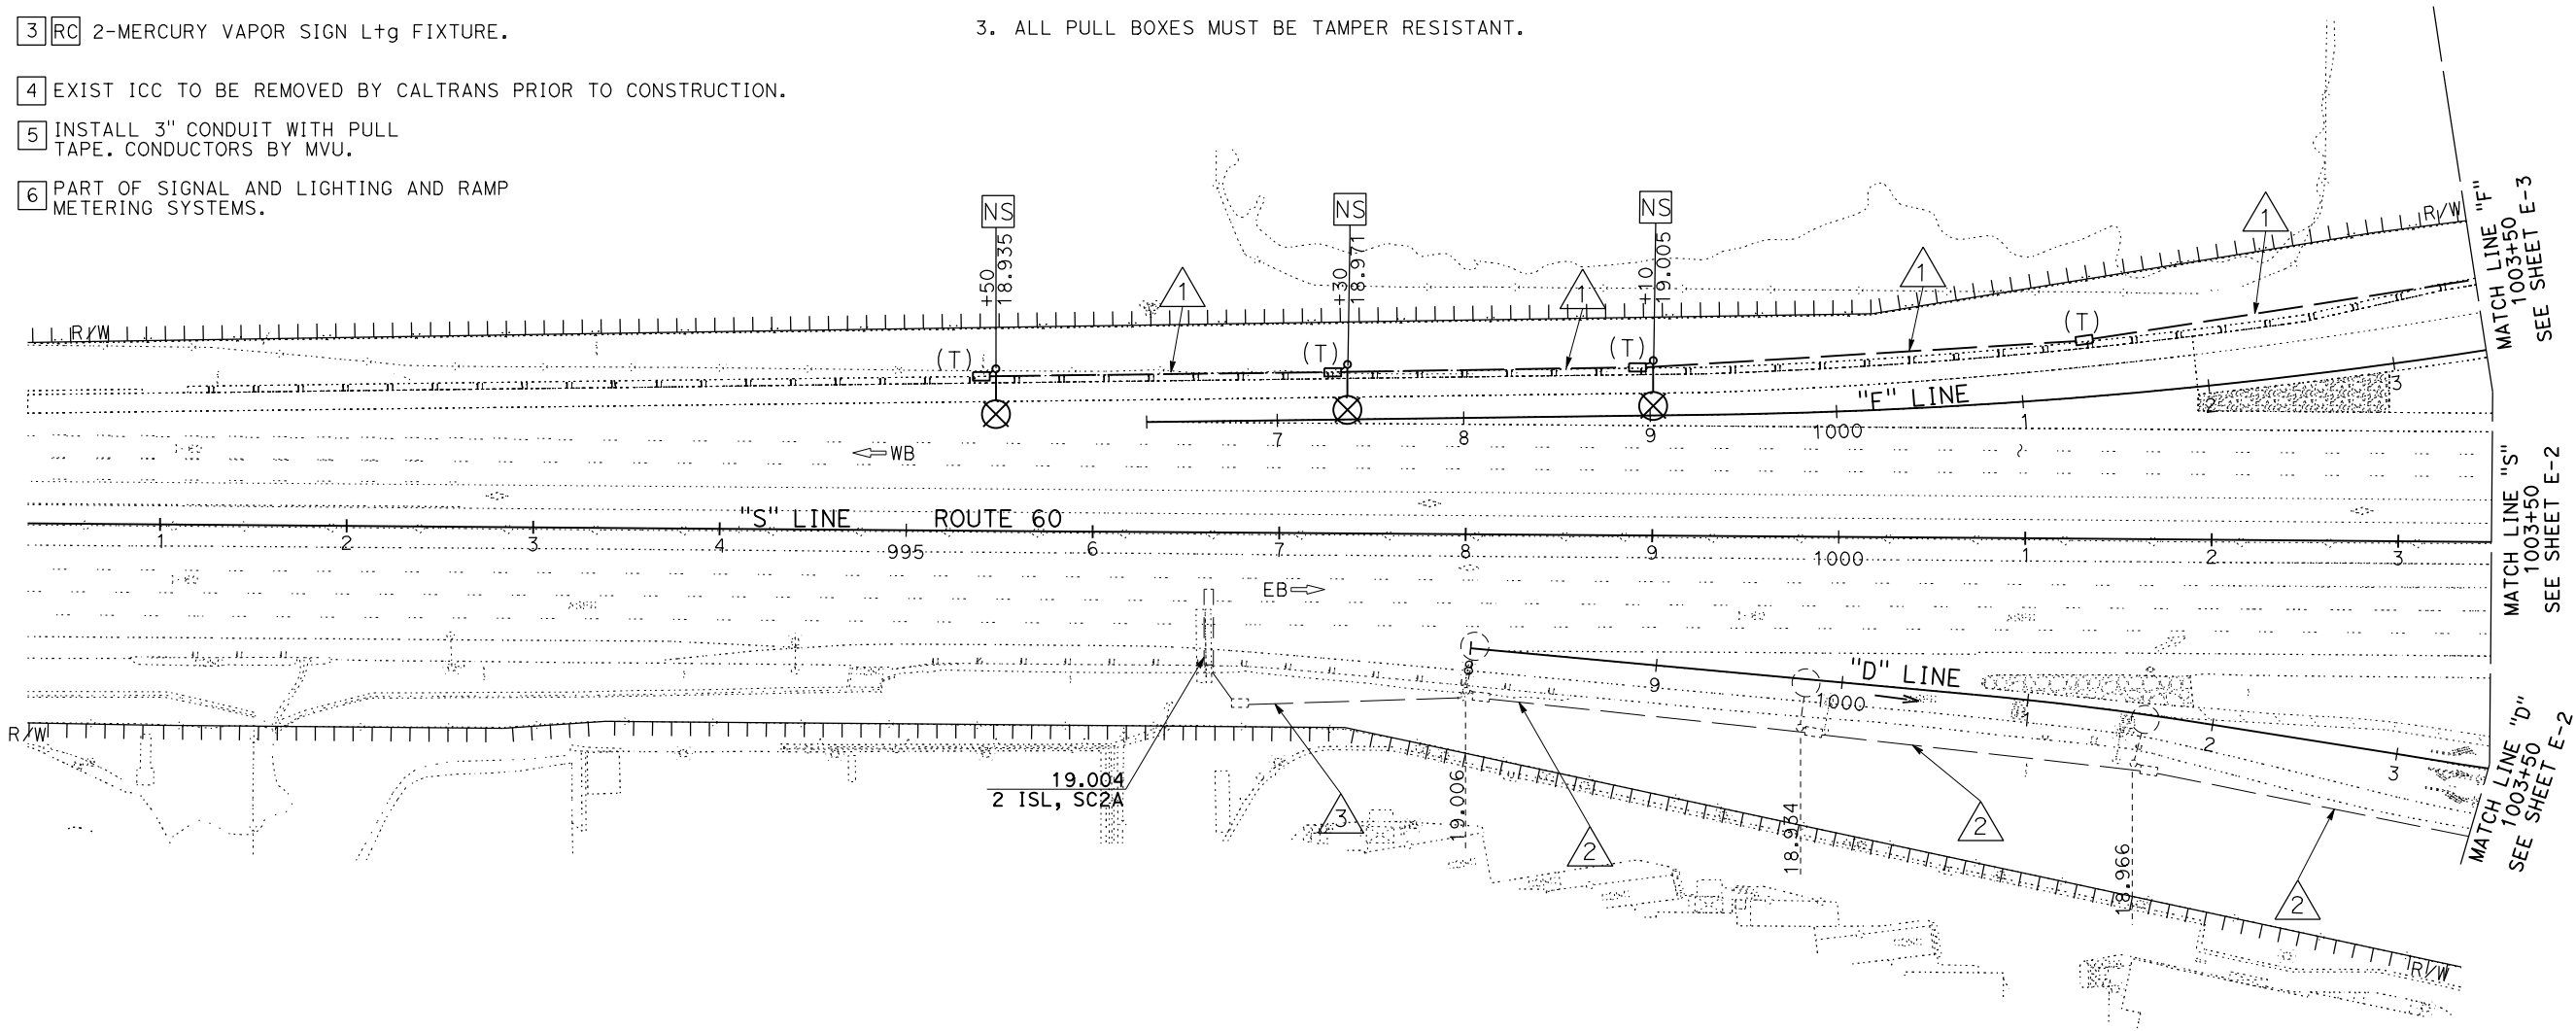 3 RC 2-MERCURY VAPOR SIGN Ltg FIXTURE.
3. ALL PULL BOXES MUST BE TAMPER RESISTANT.
4 EXIST ICC TO BE REMOVED BY CALTRANS PRIOR TO CONSTRUCTION.
5 INSTALL 3" CONDUIT WITH PULL
TAPE. CONDUCTORS BY MVU.
6 PART OF SIGNAL AND LIGHTING AND RAMP
METERING SYSTEMS.
NS
+50
18.935
NS
+30
18.971
NS
+10
19.005
1
1
1
1
R/W
R/W
MATCH LINE "F"
1003+50
SEE SHEET E-3
(T)
(T)
(T)
(T)
"F" LINE
7 8 9 1000 1 2 3
WB
"S" LINE ROUTE 60
1 2 3 4 995 6 7 8 9 1000 1 2 3
MATCH LINE "S"
1003+50
SEE SHEET E-2
EB
"D" LINE
8 9 1000 1 2 3
MATCH LINE "D"
1003+50
SEE SHEET E-2
R/W
19.004
2 ISL, SC2A
3
19.006
2
18.934
2
18.966
2
R/W